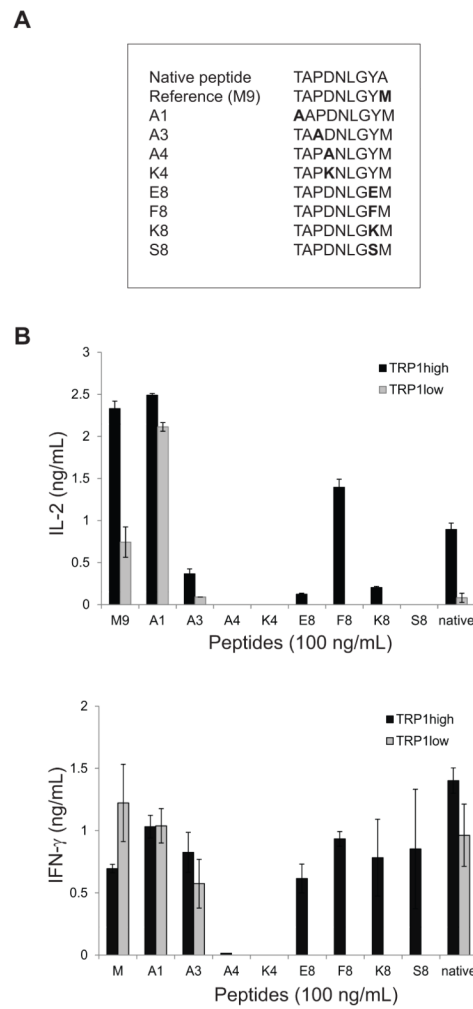 A
Native peptide TAPDNLGYA
Reference (M9) TAPDNLGYM
A1 AAPDNLGYM
A3 TAADNLGYM
A4 TAPANLGYM
K4 TAPKNLGYM
E8 TAPDNLGEM
F8 TAPDNLGFM
K8 TAPDNLGKM
S8 TAPDNLGSM
B
3
2.5
2
1.5
1
0.5
0
IL-2 (ng/mL)
TRP1high
TRP1low
M9 A1 A3 A4 K4 E8 F8 K8 S8 native
Peptides (100 ng/mL)
2
1.5
1
0.5
0
IFN-γ (ng/mL)
TRP1high
TRP1low
M A1 A3 A4 K4 E8 F8 K8 S8 native
Peptides (100 ng/mL)